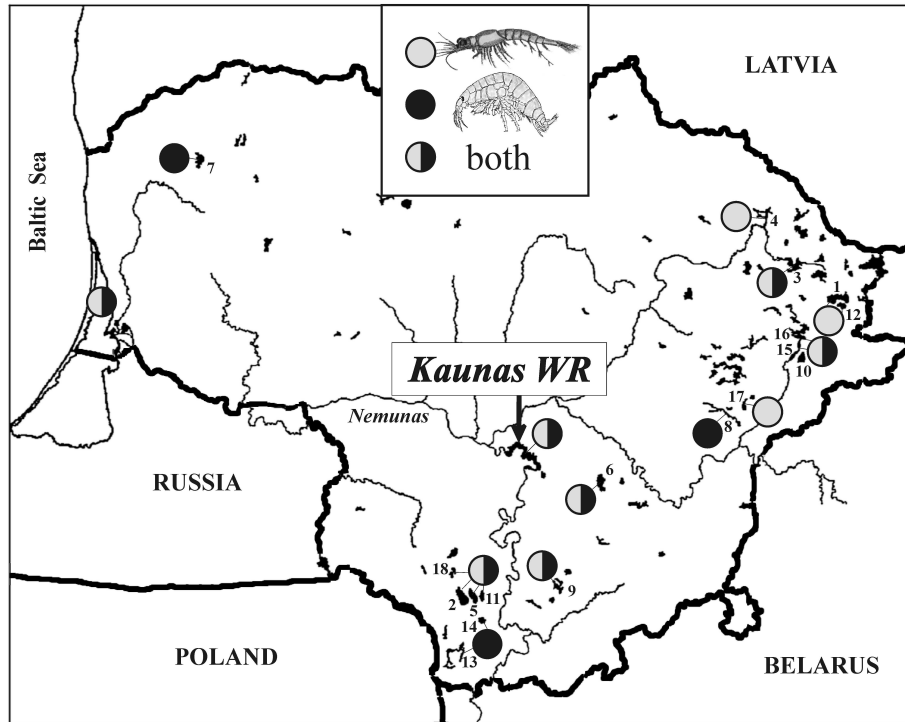 LATVIA
both
7
Baltic Sea
4
3
1
12
16
15
10
Kaunas WR
Nemunas
17
8
RUSSIA
6
18
2
5
11
9
14
13
POLAND
BELARUS